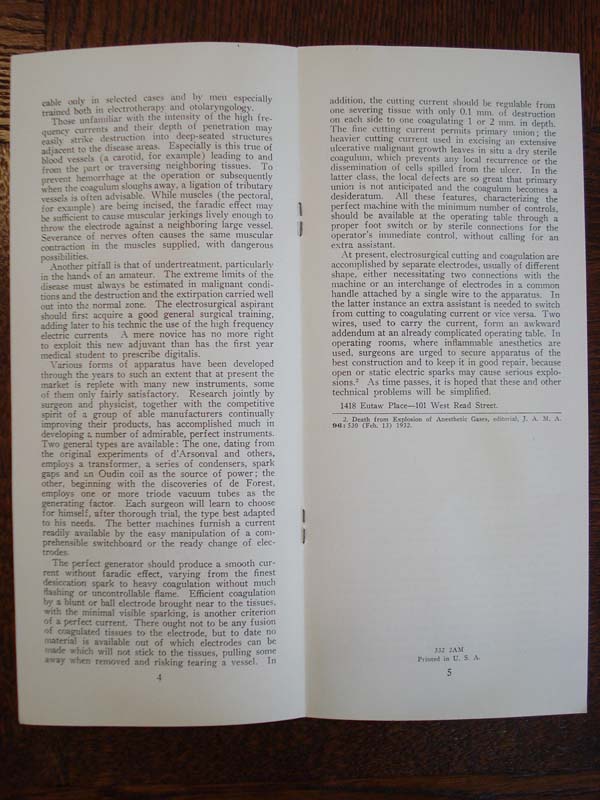 cable only in selected cases and by men especially
trained both in electrotherapy and otolaryngology.
Those unfamiliar with the intensity of the high fre-
quency currents and their depth of penetration may
easily strike destruction into deep-seated structures
adjacent to the disease areas. Especially is this true of
blood vessels (a carotid, for example) leading to and
from the part or traversing neighboring tissues. To
prevent hemorrhage at the operation or subsequently
when the coagulum sloughs away, a ligation of tributary
vessels is often advisable. While muscles (the pectoral,
for example) are being incised, the faradic effect may
be sufficient to cause muscular jerkings lively enough to
throw the electrode against a neighboring large vessel.
Severance of nerves often causes the same muscular
contraction in the muscles supplied, with dangerous
possibilities.
Another pitfall is that of undertreatment, particularly
in the hands of an amateur. The extreme limits of the
disease must always be estimated in malignant condi-
tions and the destruction and the extirpation carried well
out into the normal zone. The electrosurgical aspirant
should first acquire a good general surgical training,
adding later to his technic the use of the high frequency
electric currents A mere novice has no more right
to exploit this new adjuvant than has the first year
medical student to prescribe digitalis.
Various forms of apparatus have been developed
through the years to such an extent that at present the
market is replete with many new instruments, some
of them only fairly satisfactory. Research jointly by
surgeon and physicist, together with the competitive
spirit of a group of able manufacturers continually
improving their products, has accomplished much in
developing a number of admirable, perfect instruments.
Two general types are available: The one, dating from
the original experiments of d'Arsonval and others,
employs a transformer, a series of condensers, spark
gaps and an Oudin coil as the source of power; the
other, beginning with the discoveries of de Forest,
employs one or more triode vacuum tubes as the
generating factor. Each surgeon will learn to choose
for himself, after thorough trial, the type best adapted
to his needs. The better machines furnish a current
readily available by the easy manipulation of a com-
prehensible switchboard or the ready change of elec-
trodes.
The perfect generator should produce a smooth cur-
rent without faradic effect, varying from the finest
desiccation spark to heavy coagulation without much
flashing or uncontrollable flame. Efficient coagulation
by a blunt or ball electrode brought near to the tissues,
with the minimal visible sparking, is another criterion
of a perfect current. There ought not to be any fusion
of coagulated tissues to the electrode, but to date no
material is available out of which electrodes can be
made which will not stick to the tissues, pulling some
away when removed and risking tearing a vessel. In
4
addition, the cutting current should be regulable from
one severing tissue with only 0.1 mm. of destruction
on each side to one coagulating 1 or 2 mm. in depth.
The fine cutting current permits primary union; the
heavier cutting current used in excising an extensive
ulcerative malignant growth leaves in situ a dry sterile
coagulum, which prevents any local recurrence or the
dissemination of cells spilled from the ulcer. In the
latter class, the local defects are so great that primary
union is not anticipated and the coagulum becomes a
desideratum. All these features, characterizing the
perfect machine with the minimum number of controls,
should be available at the operating table through a
proper foot switch or by sterile connections for the
operator's immediate control, without calling for an
extra assistant.
At present, electrosurgical cutting and coagulation are
accomplished by separate electrodes, usually of different
shape, either necessitating two connections with the
machine or an interchange of electrodes in a common
handle attached by a single wire to the apparatus. In
the latter instance an extra assistant is needed to switch
from cutting to coagulating current or vice versa. Two
wires, used to carry the current, form an awkward
addendum at an already complicated operating table. In
operating rooms, where inflammable anesthetics are
used, surgeons are urged to secure apparatus of the
best construction and to keep it in good repair, because
open or static electric sparks may cause serious explo-
sions.² As time passes, it is hoped that these and other
technical problems will be simplified.
1418 Eutaw Place—101 West Read Street.
2. Death from Explosion of Anesthetic Gases, editorial, J. A. M. A.
98: 530 (Feb. 13) 1932.
532 2AM
Printed in U. S. A.
5